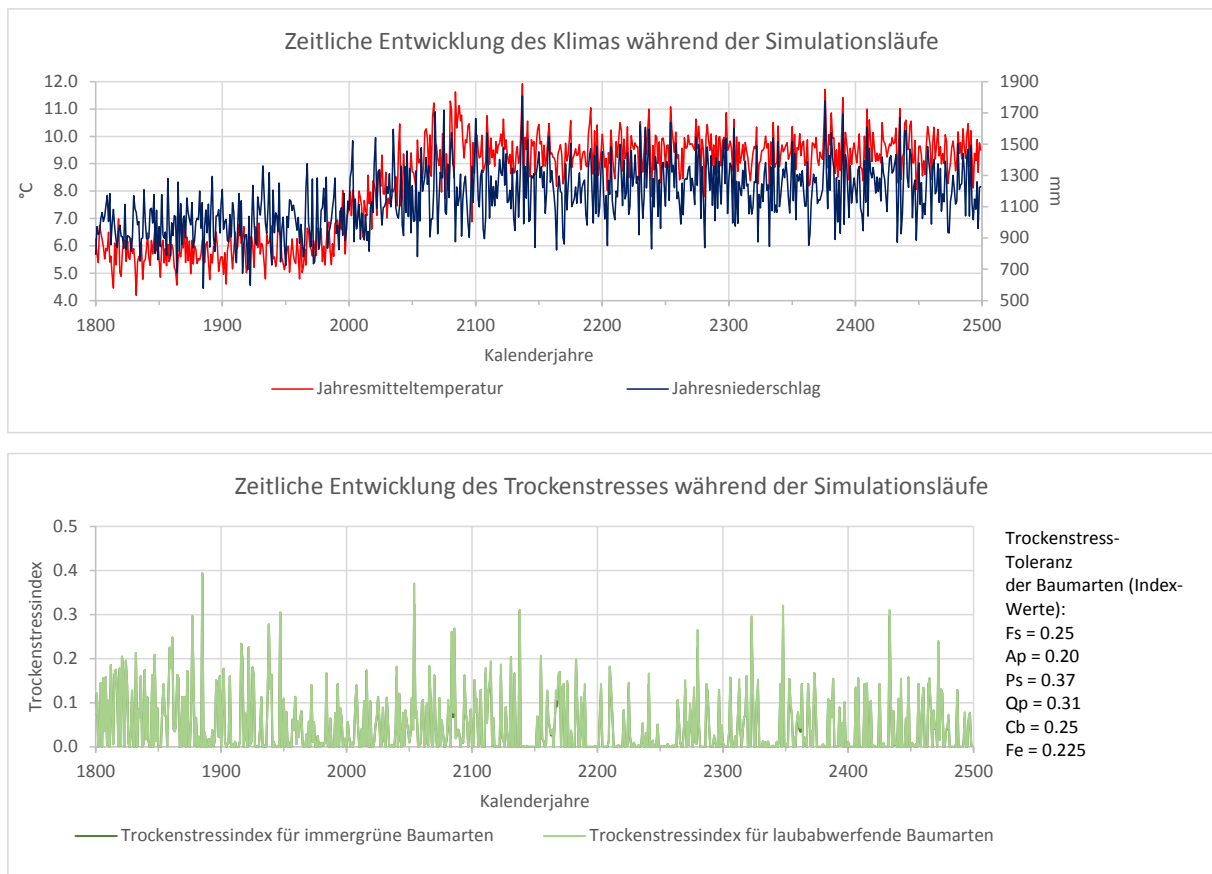 Zeitliche Entwicklung des Klimas während der Simulationsläufe
12.0
11.0
10.0
9.0
8.0
7.0
6.0
5.0
4.0
°C
1900
1700
1500
1300
1100
900
700
500
mm
1800 1900 2000 2100 2200 2300 2400 2500
Kalenderjahre
Jahresmitteltemperatur Jahresniederschlag
Zeitliche Entwicklung des Trockenstresses während der Simulationsläufe
0.5
0.4
0.3
0.2
0.1
0.0
Trockenstressindex
1800 1900 2000 2100 2200 2300 2400 2500
Kalenderjahre
Trockenstressindex für immergrüne Baumarten Trockenstressindex für laubabwerfende Baumarten
Trockenstress-
Toleranz
der Baumarten (Index-
Werte):
Fs = 0.25
Ap = 0.20
Ps = 0.37
Qp = 0.31
Cb = 0.25
Fe = 0.225